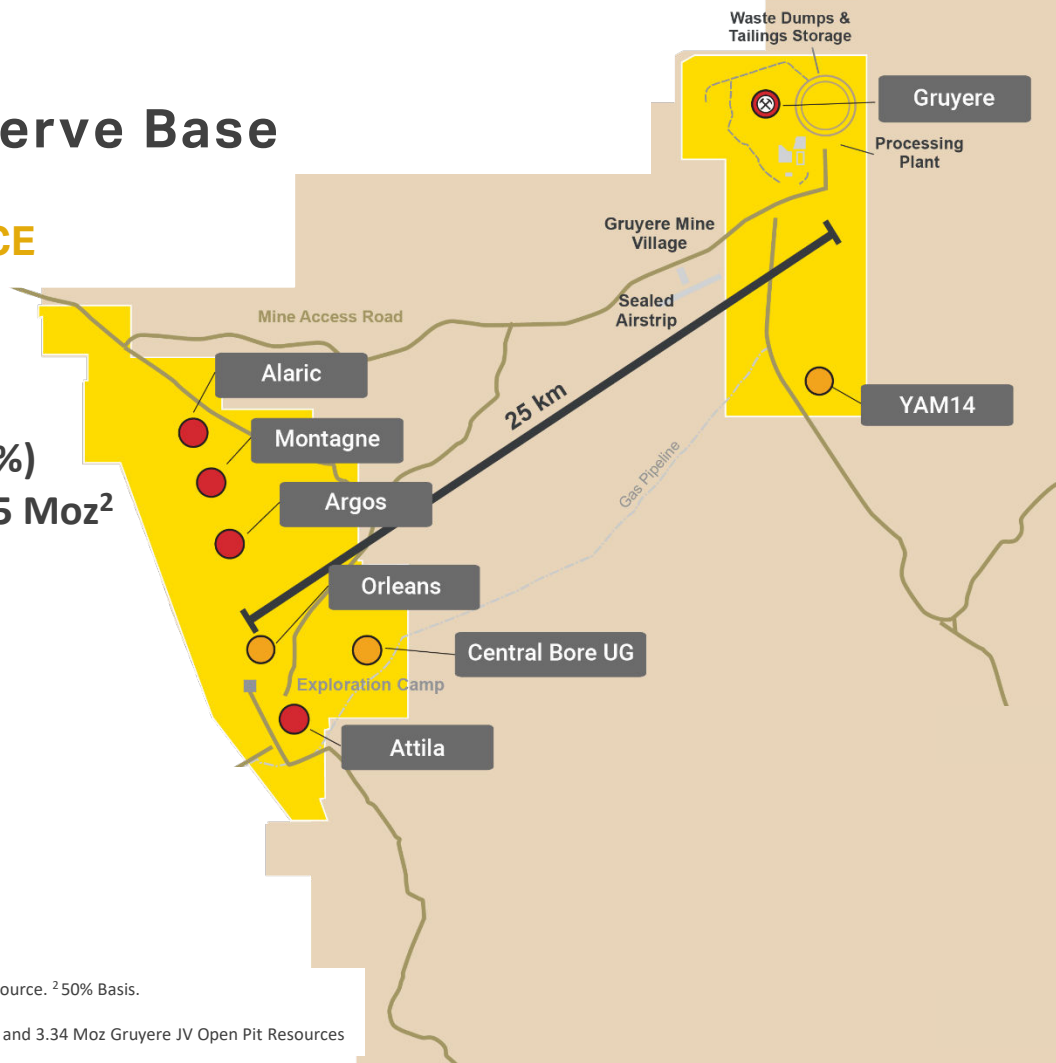 Waste Dumps &
Tailings Storage
Gruyere
Processing
Plant
erve Base
CE
Gruyere Mine
Village
Sealed
Airstrip
Mine Access Road
Alaric
25 km
YAM14
Montagne
%)
Gas Pipeline
Argos
5 Moz²
Orleans
Central Bore UG
Exploration Camp
Attila
ource. ² 50% Basis.
and 3.34 Moz Gruyere JV Open Pit Resources